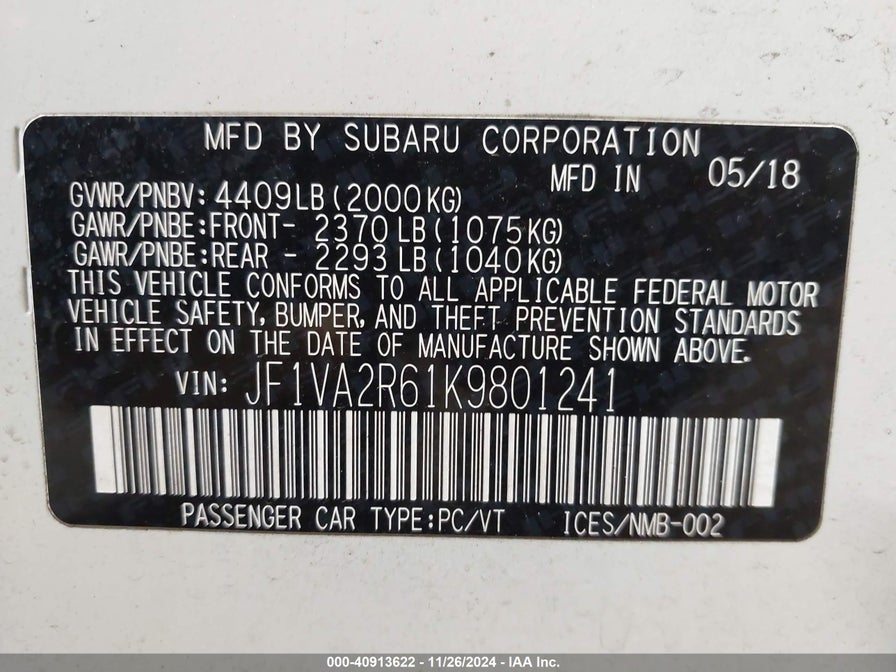 MFD BY SUBARU CORPORATION
MFD IN 05/18
GVWR/PNBV: 4409LB (2000KG)
GAWR/PNBE:FRONT- 2370 LB (1075KG)
GAWR/PNBE:REAR - 2293 LB (1040KG)
THIS VEHICLE CONFORMS TO ALL APPLICABLE FEDERAL MOTOR
VEHICLE SAFETY, BUMPER, AND THEFT PREVENTION STANDARDS
IN EFFECT ON THE DATE OF MANUFACTURE SHOWN ABOVE.
VIN: JF1VA2R61K9801241
PASSENGER CAR TYPE:PC/VT ICES/NMB-002
000-40913622 - 11/26/2024 - IAA Inc.